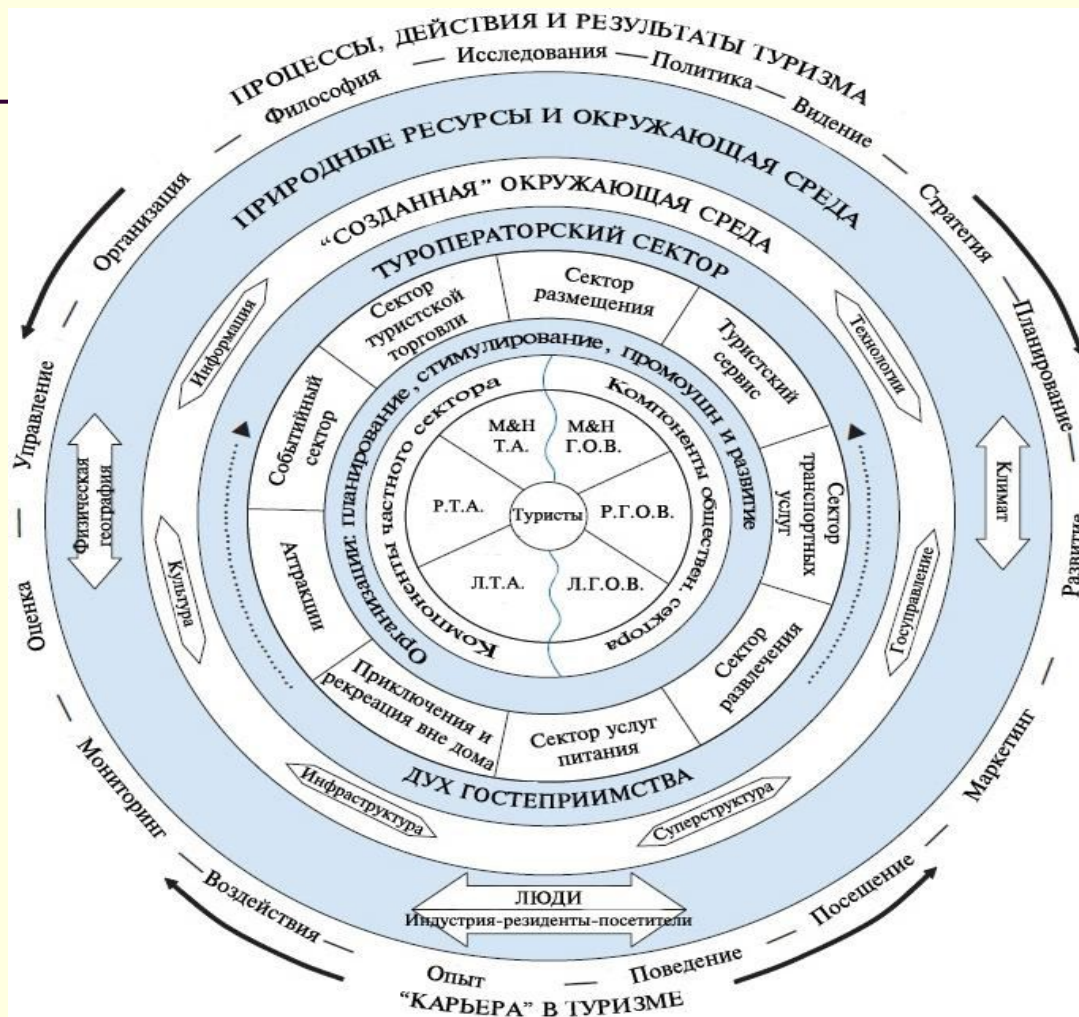 ПРОЦЕССЫ, ДЕЙСТВИЯ И РЕЗУЛЬТАТЫ ТУРИЗМА
Философия — Исследования — Политика — Видение — Стратегия — Планирование — Развитие — Маркетинг — Посещение — Поведение — Опыт — Воздействия — Мониторинг — Оценка — Управление — Организация —
ПРИРОДНЫЕ РЕСУРСЫ И ОКРУЖАЮЩАЯ СРЕДА
Климат
ЛЮДИ
Индустрия-резиденты-посетители
Физическая
география
“СОЗДАННАЯ” ОКРУЖАЮЩАЯ СРЕДА
Информация
Технологии
Госуправление
Суперструктура
Инфраструктура
Культура
ТУРОПЕРАТОРСКИЙ СЕКТОР
ДУХ ГОСТЕПРИИМСТВА
Сектор
туристской
торговли
Сектор
размещения
Туристский
сервис
Сектор
транспортных
услуг
Сектор
развлечения
Сектор услуг
питания
Приключения и
рекреация вне дома
Аттракции
Событийный
сектор
Организации: планирование, стимулирование, промоушн и развитие
Компоненты частного сектора
Компоненты обществен. сектора
М&Н
Т.А.
М&Н
Г.О.В.
Р.Т.А.
Туристы
Р.Г.О.В.
Л.Т.А.
Л.Г.О.В.
“КАРЬЕРА” В ТУРИЗМЕ